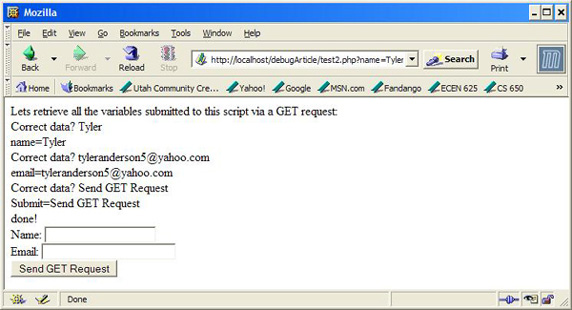 Mozilla
File Edit View Go Bookmarks Tools Window Help
Back Forward Reload Stop http://localhost/debugArticle/test2.php?name=Tyler Search Print
Home Bookmarks Utah Community Cre... Yahoo! Google MSN.com Fandango ECEN 625 CS 650
Lets retrieve all the variables submitted to this script via a GET request:
Correct data? Tyler
name=Tyler
Correct data? tyleranderson5@yahoo.com
email=tyleranderson5@yahoo.com
Correct data? Send GET Request
Submit=Send GET Request
done!
Name:
Email:
Send GET Request
Done